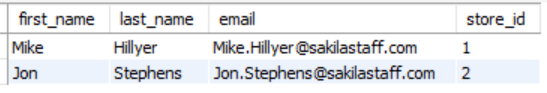 first_name last_name email store_id
Mike Hillyer Mike.Hillyer@sakilastaff.com 1
Jon Stephens Jon.Stephens@sakilastaff.com 2